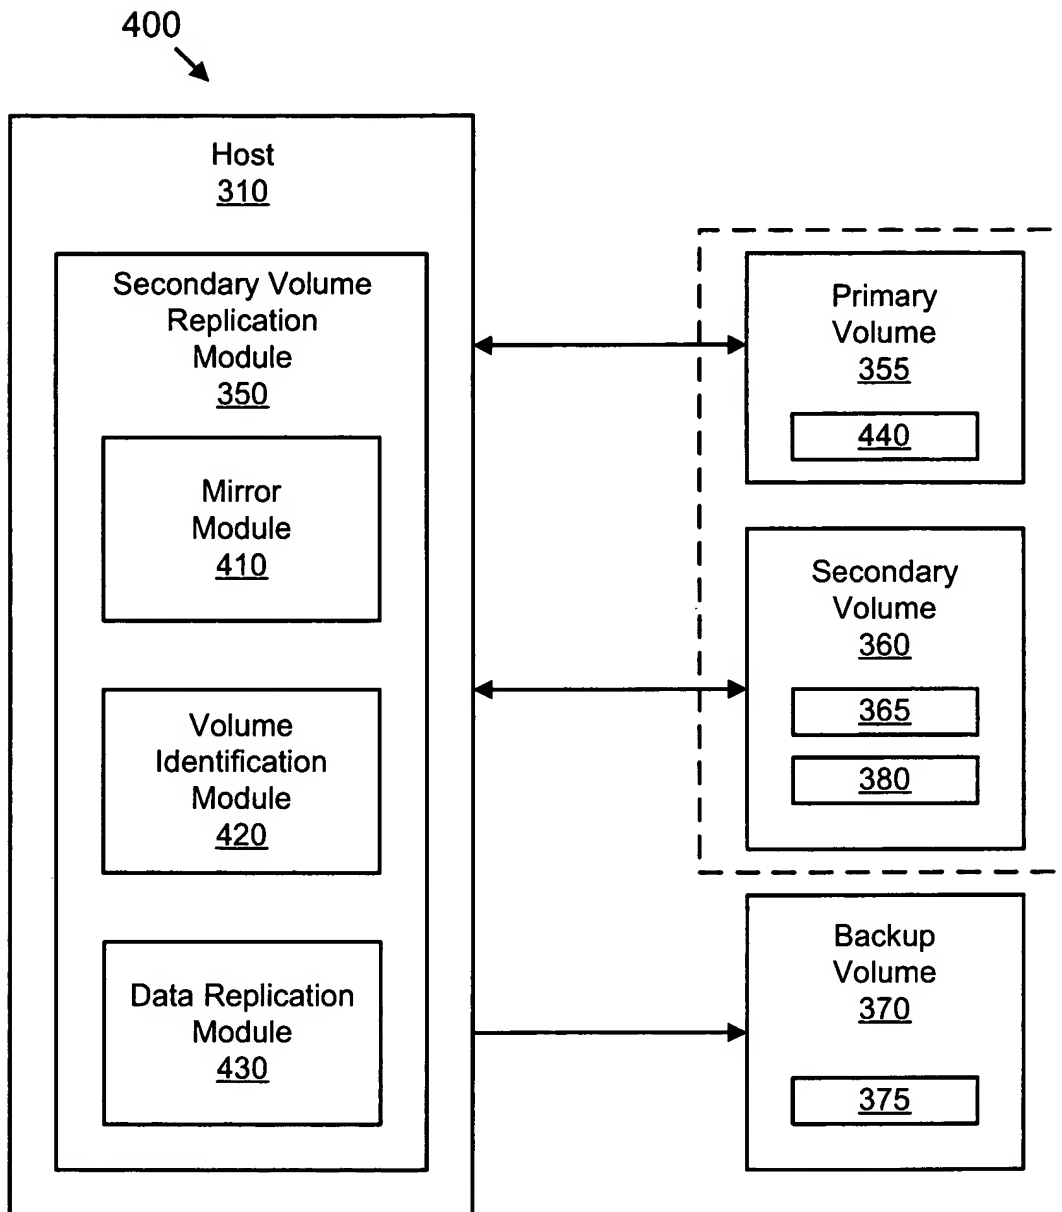 400
Host
310
Secondary Volume
Replication
Module
350
Mirror
Module
410
Volume
Identification
Module
420
Data Replication
Module
430
Primary
Volume
355
440
Secondary
Volume
360
365
380
Backup
Volume
370
375